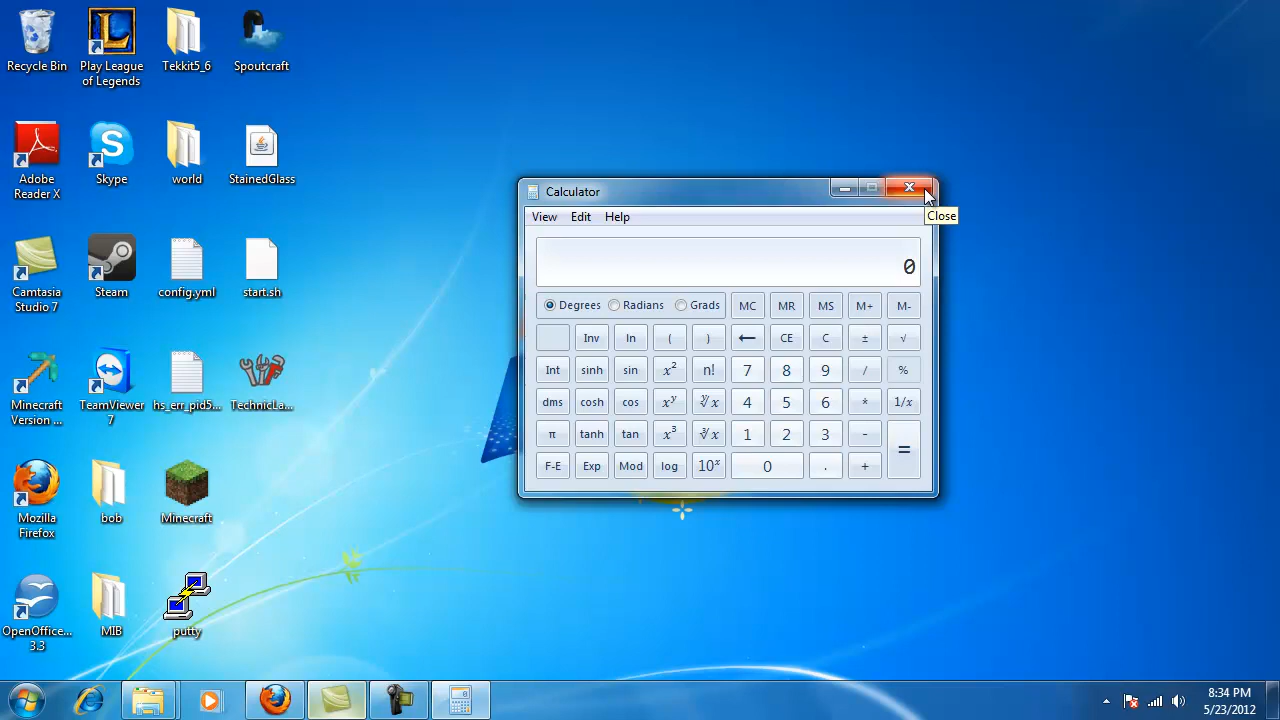 Recycle Bin
Play League
of Legends
Tekkit5_6
Spoutcraft
Adobe
Reader X
Skype
world
StainedGlass
Camtasia
Studio 7
Steam
config.yml
start.sh
Minecraft
Version ...
TeamViewer
7
hs_err_pid5...
TechnicLa...
Mozilla
Firefox
bob
Minecraft
OpenOffice...
3.3
MIB
putty
Calculator
Close
View Edit Help
0
Degrees Radians Grads MC MR MS M+ M-
Inv ln ( ) ← CE C ± √
Int sinh sin x² n! 7 8 9 / %
dms cosh cos xʸ ʸ√x 4 5 6 * 1/x
π tanh tan x³ ³√x 1 2 3 - =
F-E Exp Mod log 10ˣ 0 . +
8:34 PM
5/23/2012